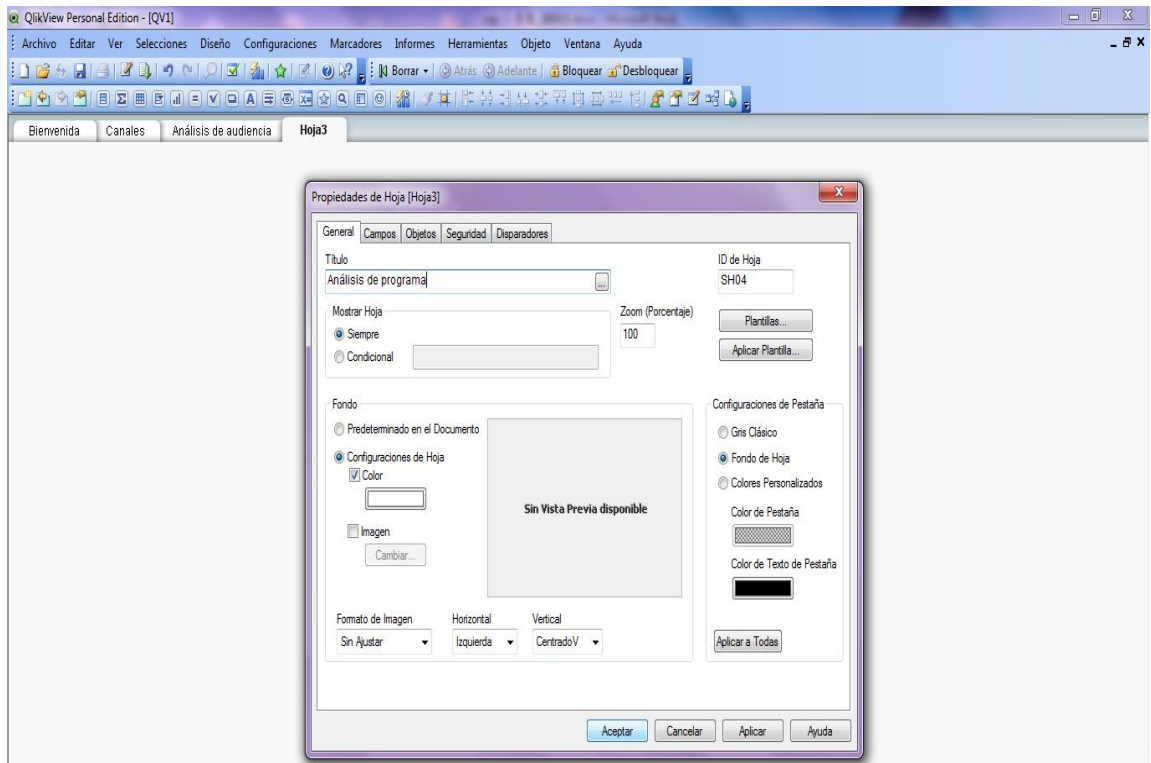 QlikView Personal Edition - [QV1]
Archivo Editar Ver Selecciones Diseño Configuraciones Marcadores Informes Herramientas Objeto Ventana Ayuda
Borrar Atrás Adelante Bloquear Desbloquear
Bienvenida Canales Análisis de audiencia Hoja3
Propiedades de Hoja [Hoja3]
General Campos Objetos Seguridad Disparadores
Título ID de Hoja
Análisis de programa ... SH04
Mostrar Hoja Zoom (Porcentaje)
Siempre 100 Plantillas...
Condicional Aplicar Plantilla...
Fondo Configuraciones de Pestaña
Predeterminado en el Documento Gris Clásico
Configuraciones de Hoja Fondo de Hoja
Color Colores Personalizados
Sin Vista Previa disponible Color de Pestaña
Imagen
Cambiar... Color de Texto de Pestaña
Formato de Imagen Horizontal Vertical
Sin Ajustar Izquierda CentradoV Aplicar a Todas
Aceptar Cancelar Aplicar Ayuda